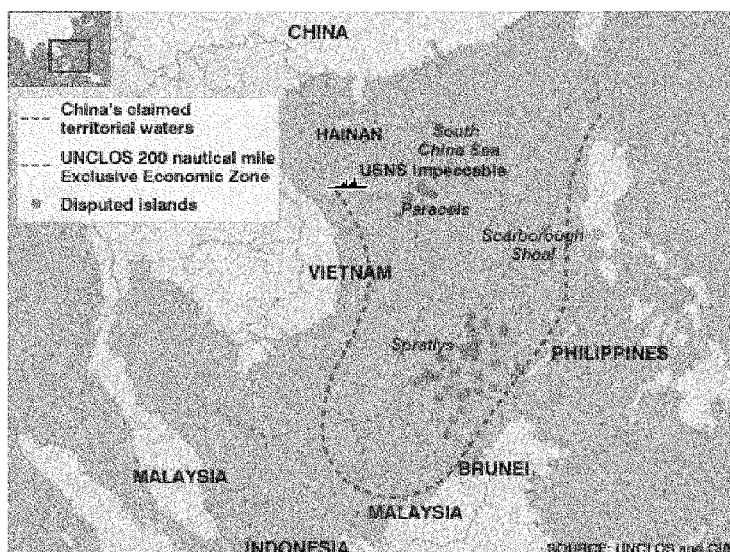 CHINA
China's claimed
territorial waters
UNCLOS 200 nautical mile
Exclusive Economic Zone
Disputed islands
HAINAN
South
China Sea
USNS Impeccable
Paracels
Scarborough
Shoal
VIETNAM
Spratlys
PHILIPPINES
MALAYSIA
BRUNEI
MALAYSIA
INDONESIA
SOURCE: UNCLOS and CIA